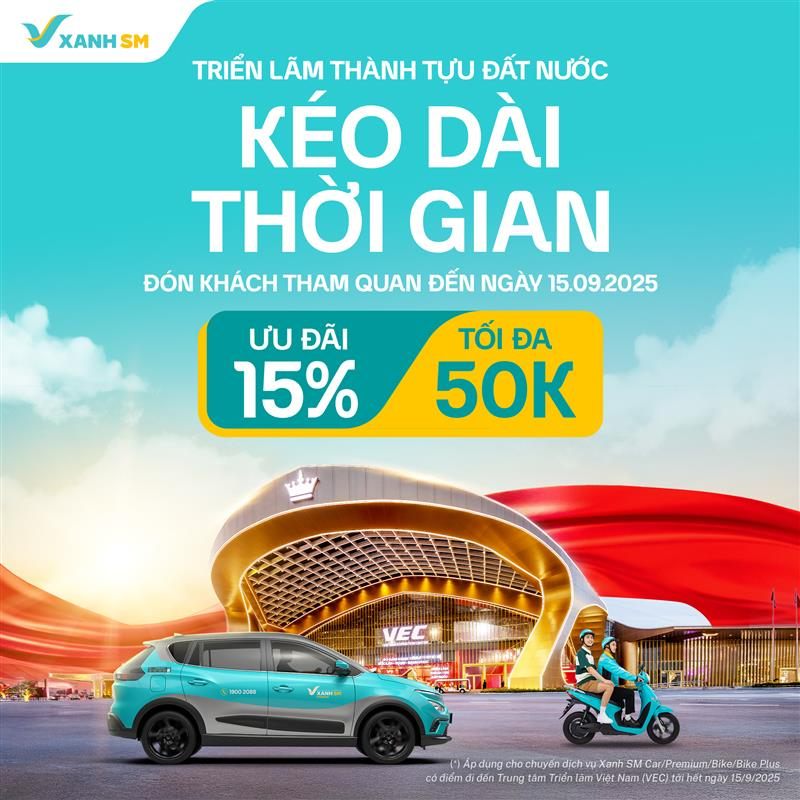 XANH SM
TRIỂN LÃM THÀNH TỰU ĐẤT NƯỚC
KÉO DÀI
THỜI GIAN
ĐÓN KHÁCH THAM QUAN ĐẾN NGÀY 15.09.2025
ƯU ĐÃI
15%
TỐI ĐA
50K
VEC
1900 2088
XANH SM
(*) Áp dụng cho chuyến dịch vụ Xanh SM Car/Premium/Bike/Bike Plus
có điểm đi đến Trung tâm Triển lãm Việt Nam (VEC) tới hết ngày 15/9/2025